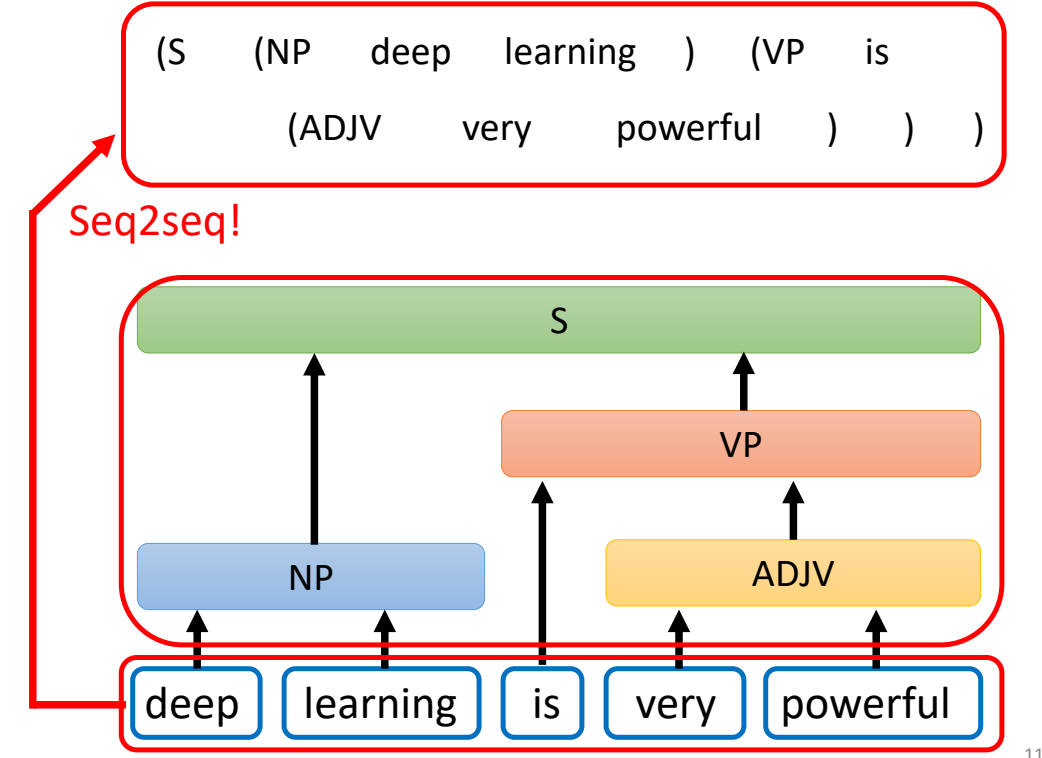 (S (NP deep learning ) (VP is
(ADJV very powerful ) ) )
Seq2seq!
S
VP
NP ADJV
deep learning is very powerful
11